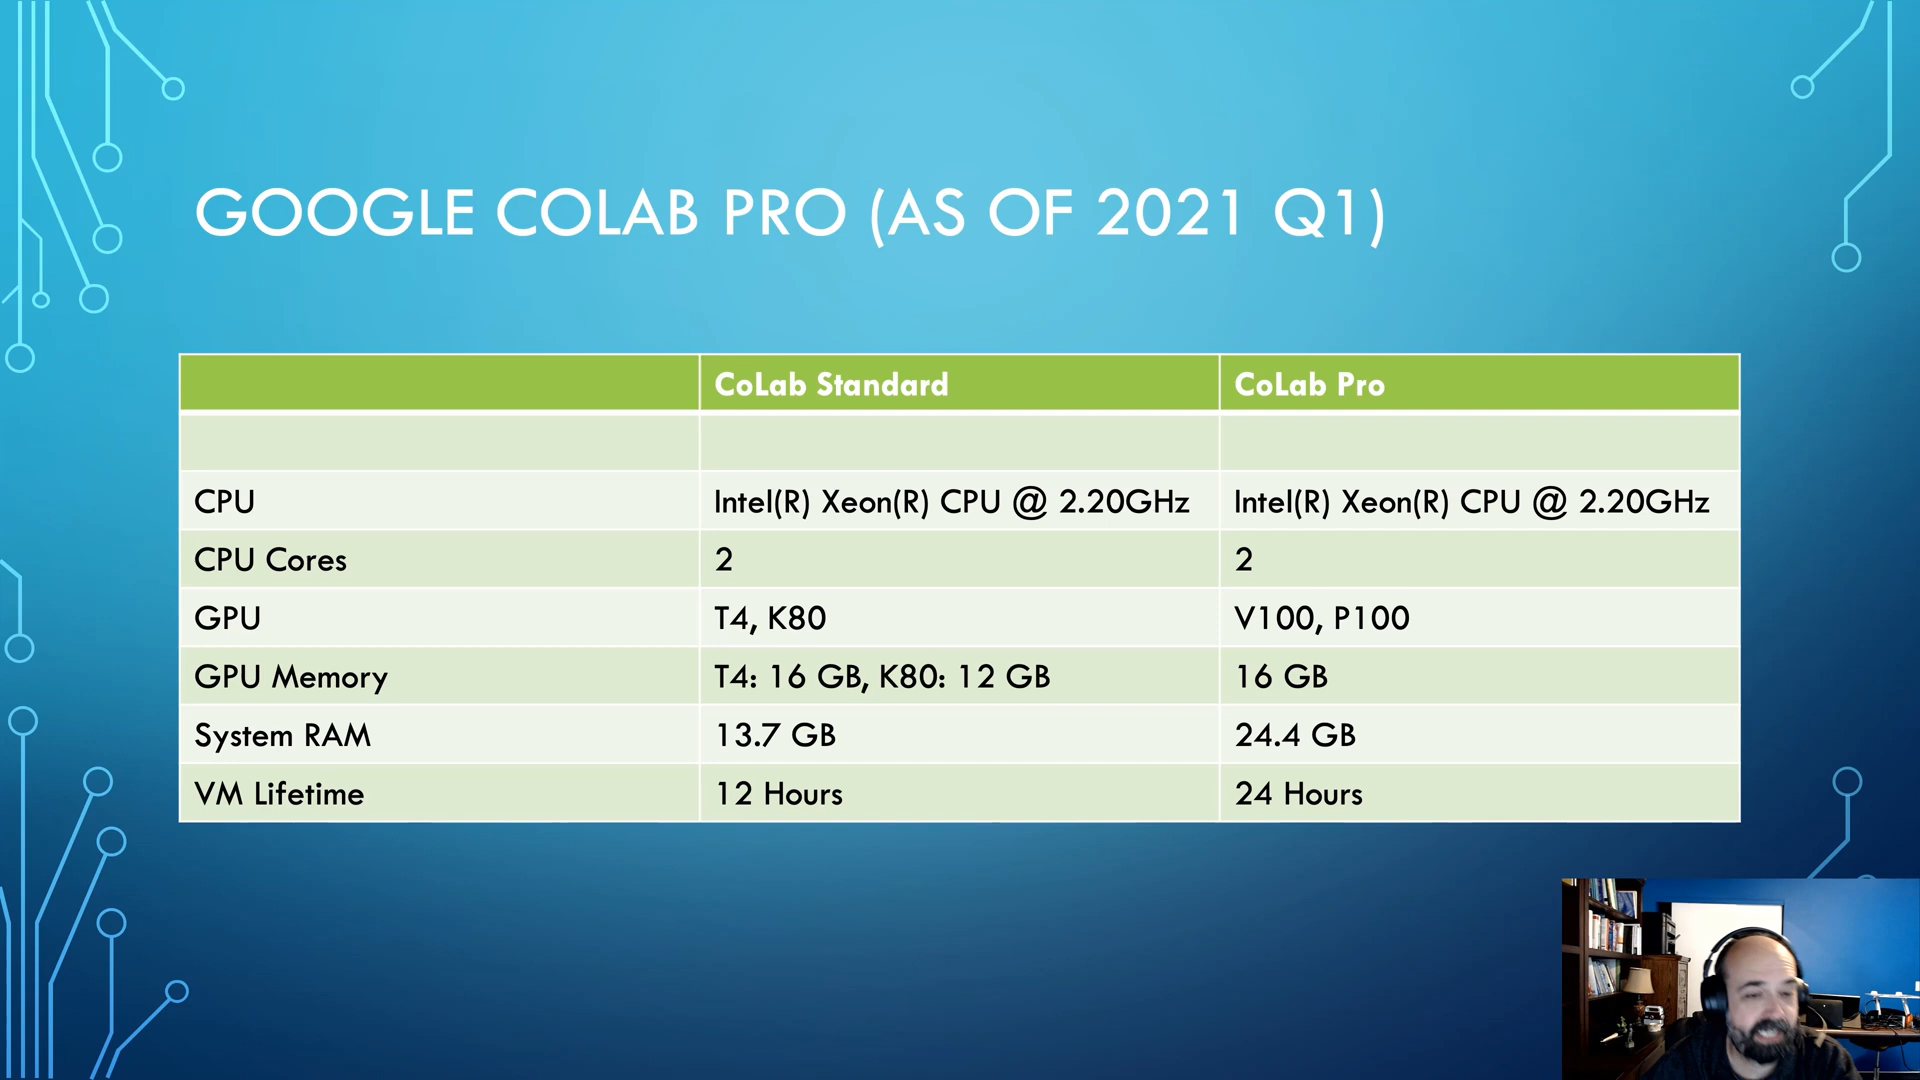 GOOGLE COLAB PRO (AS OF 2021 Q1)
CoLab Standard CoLab Pro
CPU Intel(R) Xeon(R) CPU @ 2.20GHz Intel(R) Xeon(R) CPU @ 2.20GHz
CPU Cores 2 2
GPU T4, K80 V100, P100
GPU Memory T4: 16 GB, K80: 12 GB 16 GB
System RAM 13.7 GB 24.4 GB
VM Lifetime 12 Hours 24 Hours